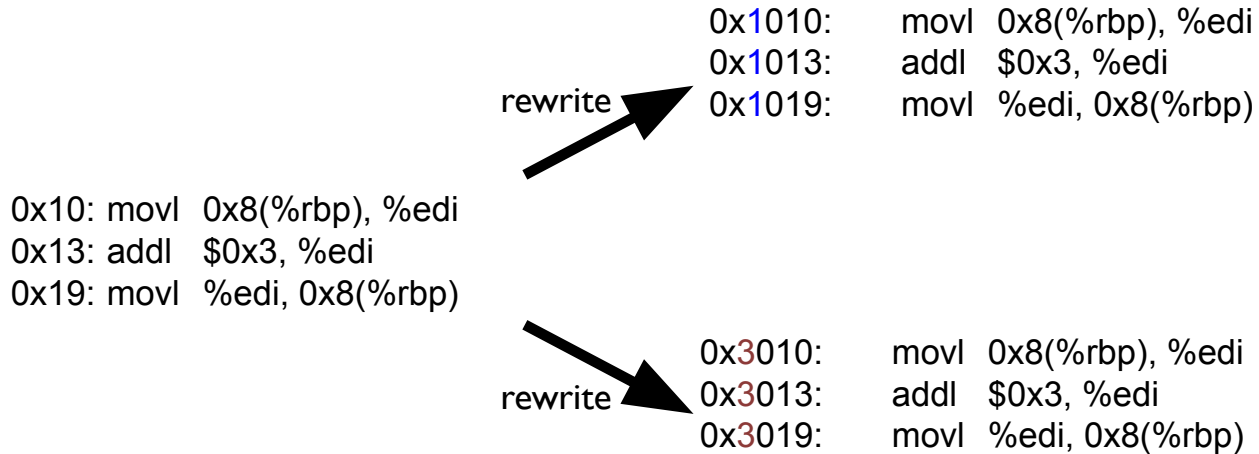 0x1010: movl 0x8(%rbp), %edi
0x1013: addl $0x3, %edi
rewrite
0x1019: movl %edi, 0x8(%rbp)
0x10: movl 0x8(%rbp), %edi
0x13: addl $0x3, %edi
0x19: movl %edi, 0x8(%rbp)
0x3010: movl 0x8(%rbp), %edi
rewrite
0x3013: addl $0x3, %edi
0x3019: movl %edi, 0x8(%rbp)